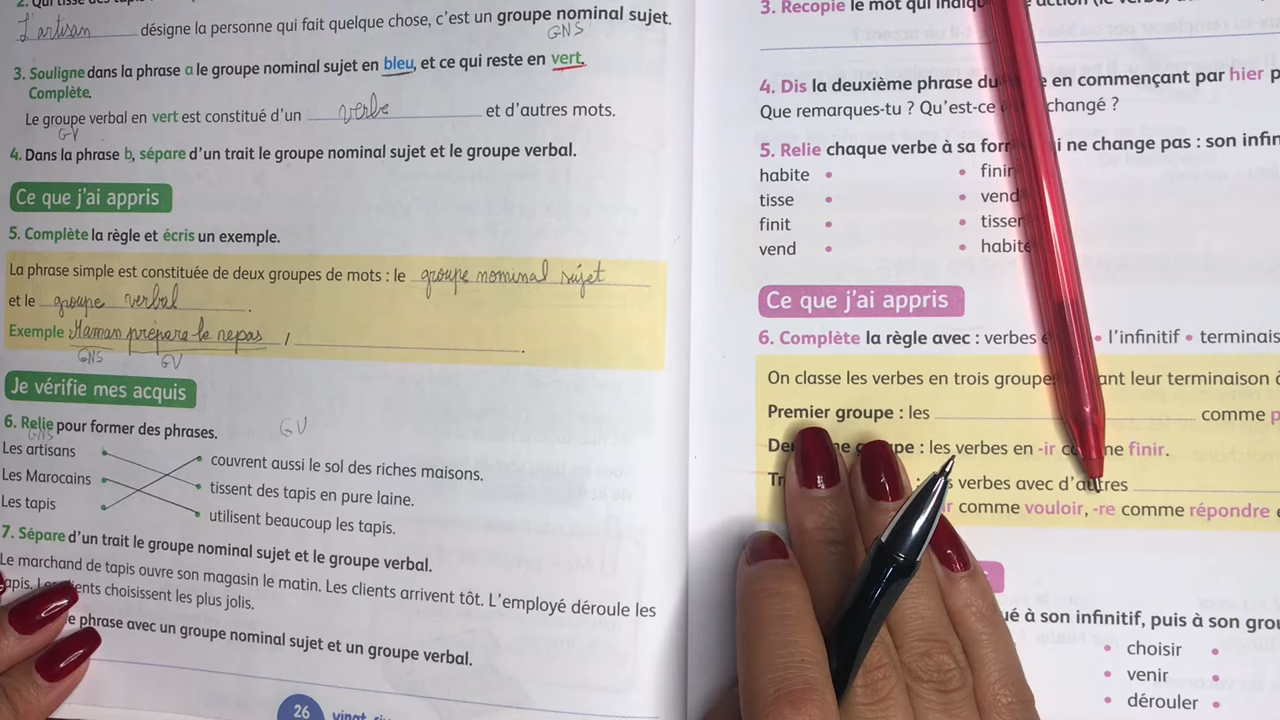 L'artisan désigne la personne qui fait quelque chose, c'est un groupe nominal sujet.
GNS
3. Souligne dans la phrase a le groupe nominal sujet en bleu, et ce qui reste en vert.
Complète.
Le groupe verbal en vert est constitué d'un verbe et d'autres mots.
GV
4. Dans la phrase b, sépare d'un trait le groupe nominal sujet et le groupe verbal.
Ce que j'ai appris
5. Complète la règle et écris un exemple.
La phrase simple est constituée de deux groupes de mots : le groupe nominal sujet
et le groupe verbal.
Exemple Maman prépare le repas /
GNS GV
Je vérifie mes acquis
6. Relie pour former des phrases.
GNS GV
Les artisans
Les Marocains
Les tapis
couvrent aussi le sol des riches maisons.
tissent des tapis en pure laine.
utilisent beaucoup les tapis.
7. Sépare d'un trait le groupe nominal sujet et le groupe verbal.
Le marchand de tapis ouvre son magasin le matin. Les clients arrivent tôt. L'employé déroule les
choisissent les plus jolis.
phrase avec un groupe nominal sujet et un groupe verbal.
26 vingt
3. Recopie le mot qui
4. Dis la deuxième phrase en commençant par hier
Que remarques-tu ? Qu'est-ce changé ?
5. Relie chaque verbe à sa ne change pas : son
habite • • finir
tisse • • vend
finit • • tisser
vend • • habite
Ce que j'ai appris
6. Complète la règle avec : verbes • l'infinitif • terminais
On classe les verbes en trois leur terminaison
Premier groupe : les comme
: les verbes en -ir finir.
verbes avec d'autres
comme vouloir, -re comme répondre
à son infinitif, puis à son
• choisir •
• venir •
• dérouler •